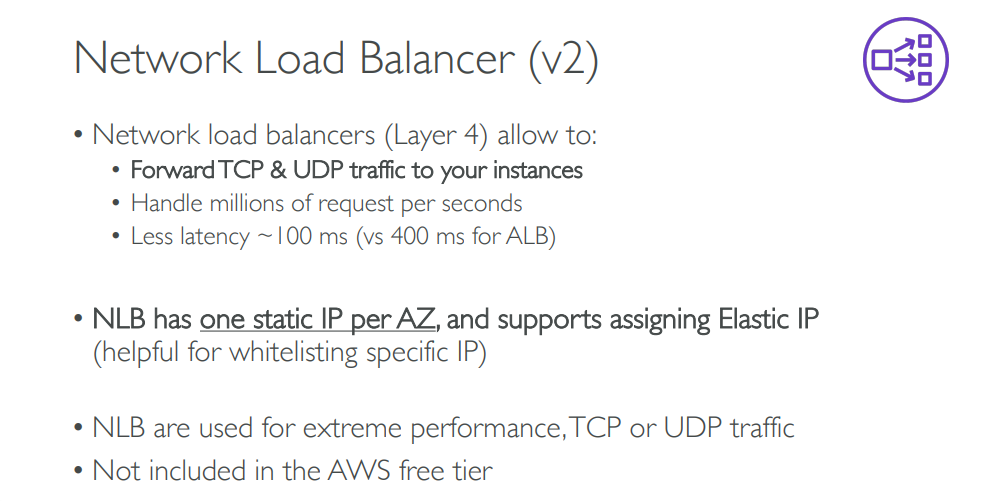 Network Load Balancer (v2)
• Network load balancers (Layer 4) allow to:
• Forward TCP & UDP traffic to your instances
• Handle millions of request per seconds
• Less latency ~100 ms (vs 400 ms for ALB)
• NLB has one static IP per AZ, and supports assigning Elastic IP
(helpful for whitelisting specific IP)
• NLB are used for extreme performance, TCP or UDP traffic
• Not included in the AWS free tier